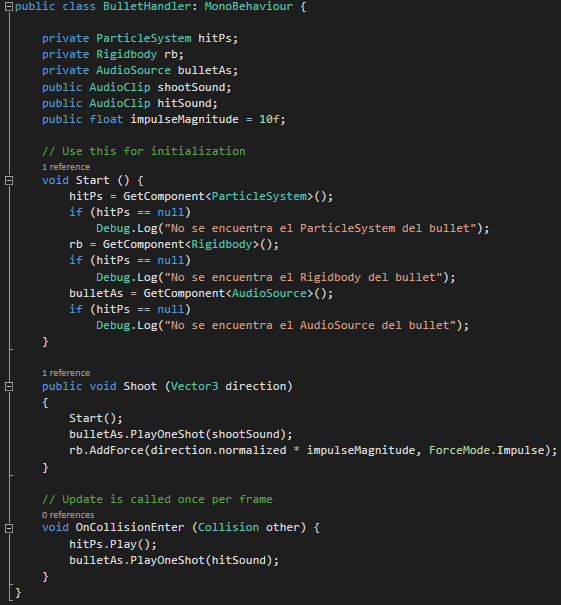 public class BulletHandler: MonoBehaviour {
private ParticleSystem hitPs;
private Rigidbody rb;
private AudioSource bulletAs;
public AudioClip shootSound;
public AudioClip hitSound;
public float impulseMagnitude = 10f;
// Use this for initialization
1 reference
void Start () {
hitPs = GetComponent<ParticleSystem>();
if (hitPs == null)
Debug.Log("No se encuentra el ParticleSystem del bullet");
rb = GetComponent<Rigidbody>();
if (hitPs == null)
Debug.Log("No se encuentra el Rigidbody del bullet");
bulletAs = GetComponent<AudioSource>();
if (hitPs == null)
Debug.Log("No se encuentra el AudioSource del bullet");
}
1 reference
public void Shoot (Vector3 direction)
{
Start();
bulletAs.PlayOneShot(shootSound);
rb.AddForce(direction.normalized * impulseMagnitude, ForceMode.Impulse);
}
// Update is called once per frame
0 references
void OnCollisionEnter (Collision other) {
hitPs.Play();
bulletAs.PlayOneShot(hitSound);
}
}